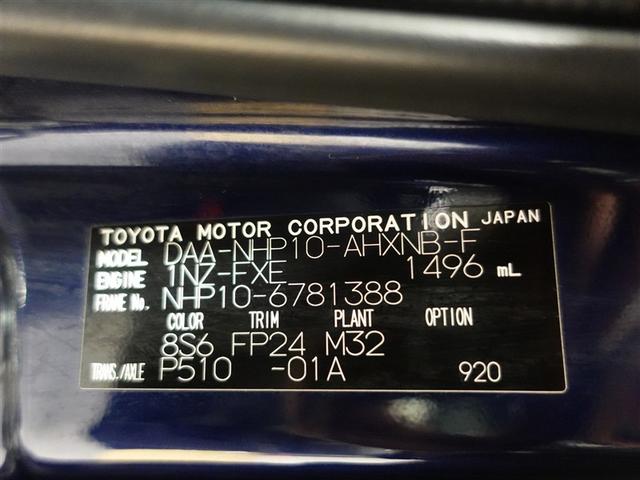 TOYOTA MOTOR CORPORATION JAPAN
MODEL DAA-NHP10-AHXNB-F
ENGINE 1NZ-FXE 1496 mL
FRAME No. NHP10-6781388
COLOR TRIM PLANT OPTION
8S6 FP24 M32
TRANS./AXLE P510 -01A 920